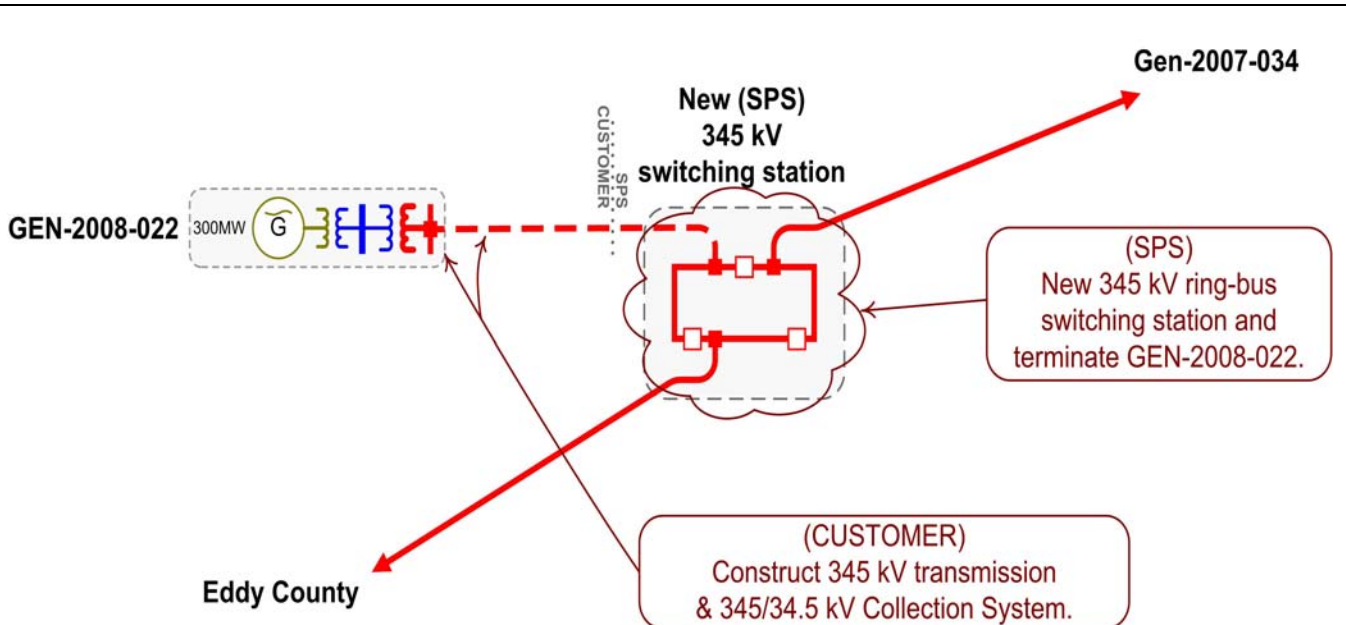 Gen-2007-034
New (SPS)
345 kV
switching station
CUSTOMER
SPS
GEN-2008-022
300MW
G
(SPS)
New 345 kV ring-bus
switching station and
terminate GEN-2008-022.
Eddy County
(CUSTOMER)
Construct 345 kV transmission
& 345/34.5 kV Collection System.